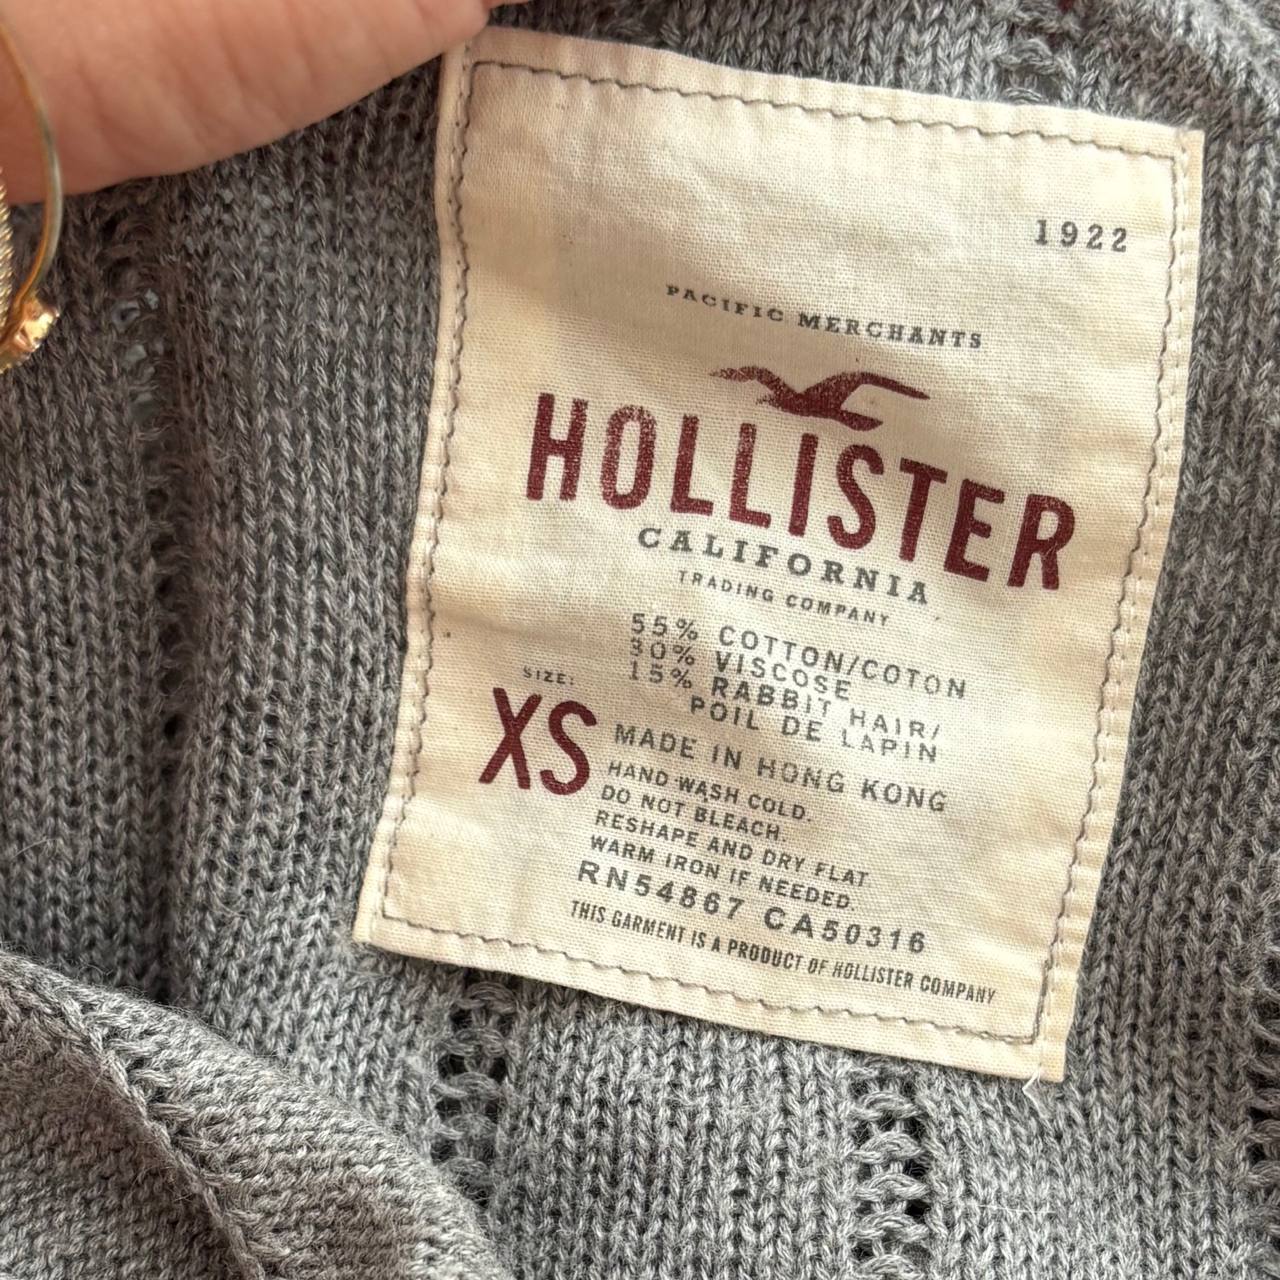 1922
PACIFIC MERCHANTS
HOLLISTER
CALIFORNIA
TRADING COMPANY
55% COTTON/COTON
30% VISCOSE
15% RABBIT HAIR/
POIL DE LAPIN
SIZE:
XS
MADE IN HONG KONG
HAND WASH COLD.
DO NOT BLEACH.
RESHAPE AND DRY FLAT.
WARM IRON IF NEEDED.
RN54867 CA50316
THIS GARMENT IS A PRODUCT OF HOLLISTER COMPANY